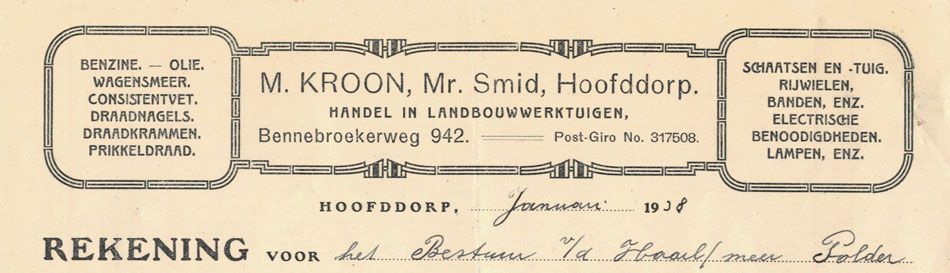 BENZINE. — OLIE.
WAGENSMEER.
CONSISTENTVET.
DRAADNAGELS.
DRAADKRAMMEN.
PRIKKELDRAAD.
M. KROON, Mr. Smid, Hoofddorp.
HANDEL IN LANDBOUWWERKTUIGEN,
Bennebroekerweg 942. Post-Giro No. 317508.
SCHAATSEN EN -TUIG.
RIJWIELEN,
BANDEN, ENZ.
ELECTRISCHE
BENOODIGDHEDEN.
LAMPEN, ENZ.
HOOFDDORP, Januari 1938
REKENING VOOR het Bestuur v/d Haarl/meer Polder